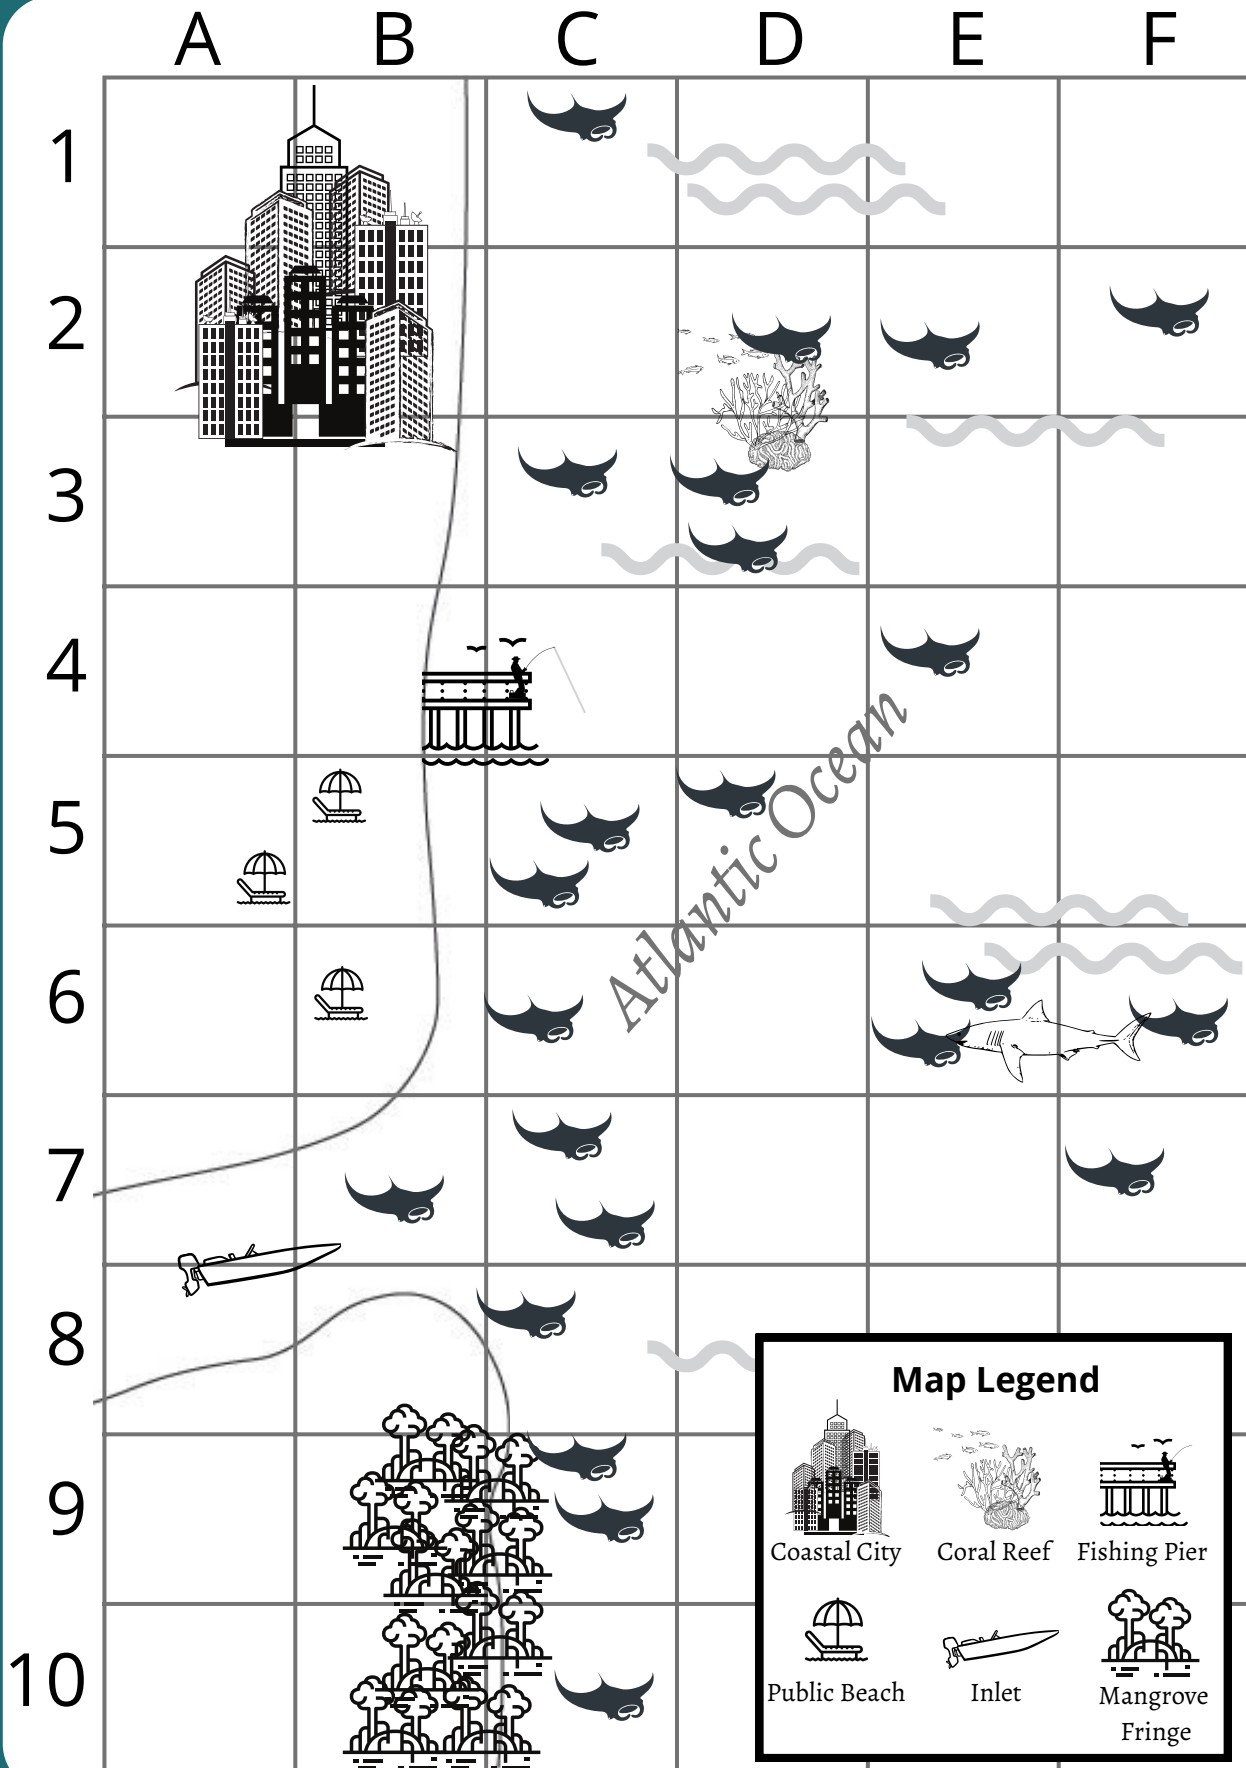 A B C D E F
1
2
3
4
5
6
7
8
9
10
Atlantic Ocean
Map Legend
Coastal City Coral Reef Fishing Pier
Public Beach Inlet Mangrove
Fringe